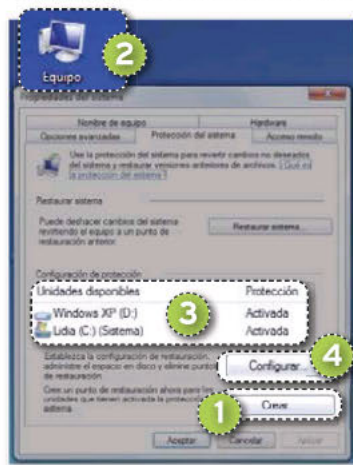 2
Equipo
Propiedades del sistema
Nombre de equipo
Hardware
Opciones avanzadas
Protección del sistema
Acceso remoto
Use la protección del sistema para revertir cambios no deseados
del sistema y restaurar versiones anteriores de archivos. ¿Qué es
la protección del sistema?
Restaurar sistema
Puede deshacer cambios del sistema
revirtiendo el equipo a un punto de
restauración anterior.
Restaurar sistema...
Configuración de protección
Unidades disponibles
Protección
Windows XP (D:)
Activada
3
Lidia (C:) (Sistema)
Activada
4
Establezca la configuración de restauración,
administre el espacio en disco y elimine puntos
de restauración.
Configurar...
Cree un punto de restauración ahora para las
unidades que tienen activada la protección
sistema.
1
Crear...
Aceptar
Cancelar
Aplicar